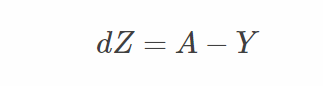 dZ = A − Y